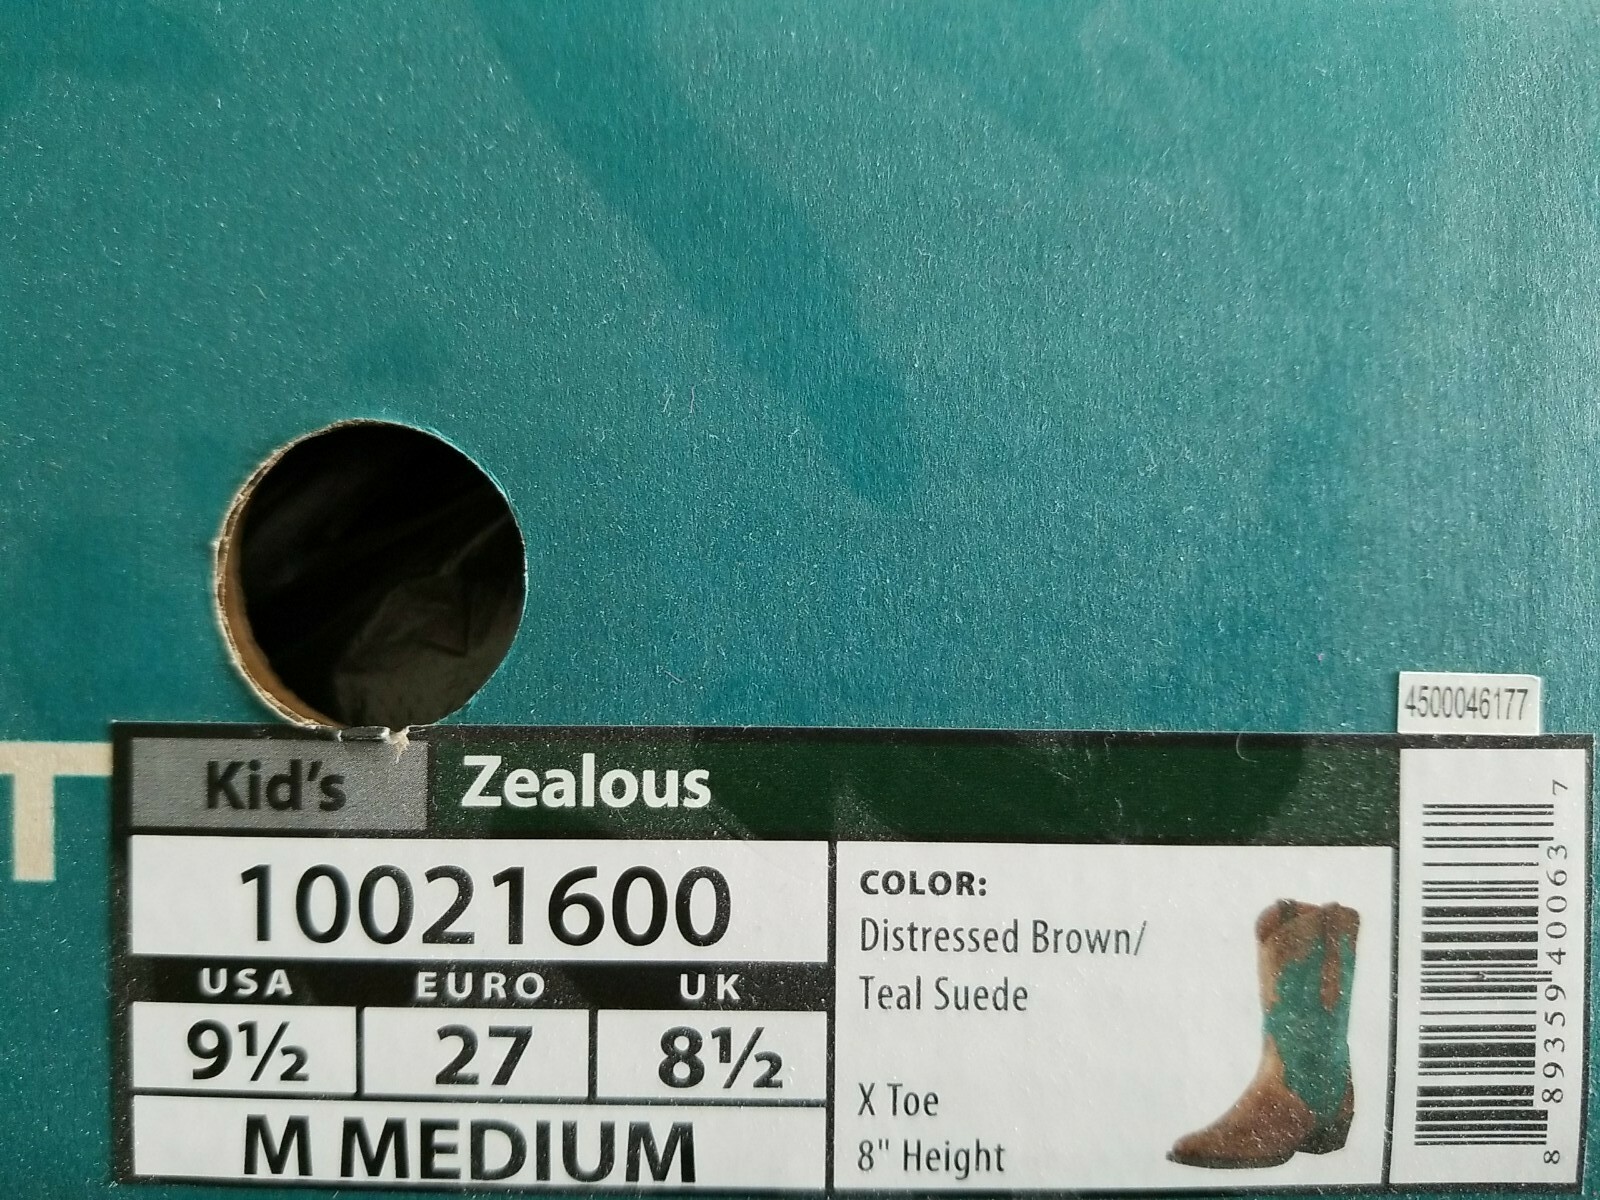 4500046177
T
Kid's
Zealous
10021600
USA EURO UK
9½ 27 8½
M MEDIUM
COLOR:
Distressed Brown/
Teal Suede
X Toe
8" Height
8 89359 40063 7